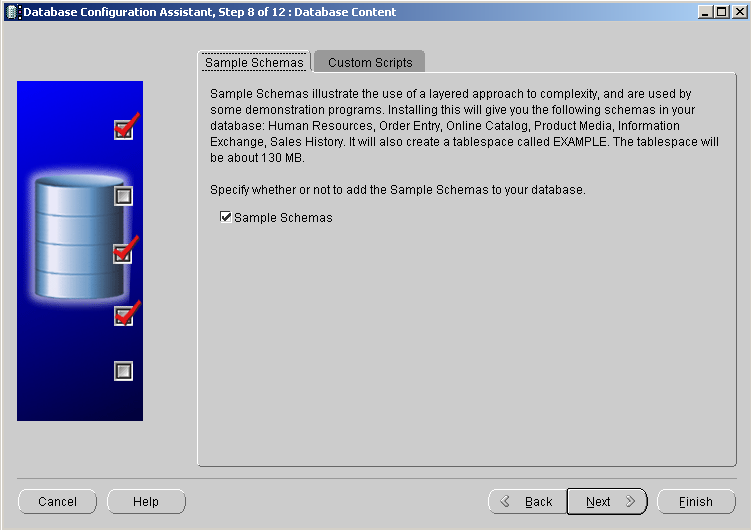 Database Configuration Assistant, Step 8 of 12 : Database Content
Sample Schemas
Custom Scripts
Sample Schemas illustrate the use of a layered approach to complexity, and are used by
some demonstration programs. Installing this will give you the following schemas in your
database: Human Resources, Order Entry, Online Catalog, Product Media, Information
Exchange, Sales History. It will also create a tablespace called EXAMPLE. The tablespace will
be about 130 MB.
Specify whether or not to add the Sample Schemas to your database.
Sample Schemas
Cancel
Help
Back
Next
Finish